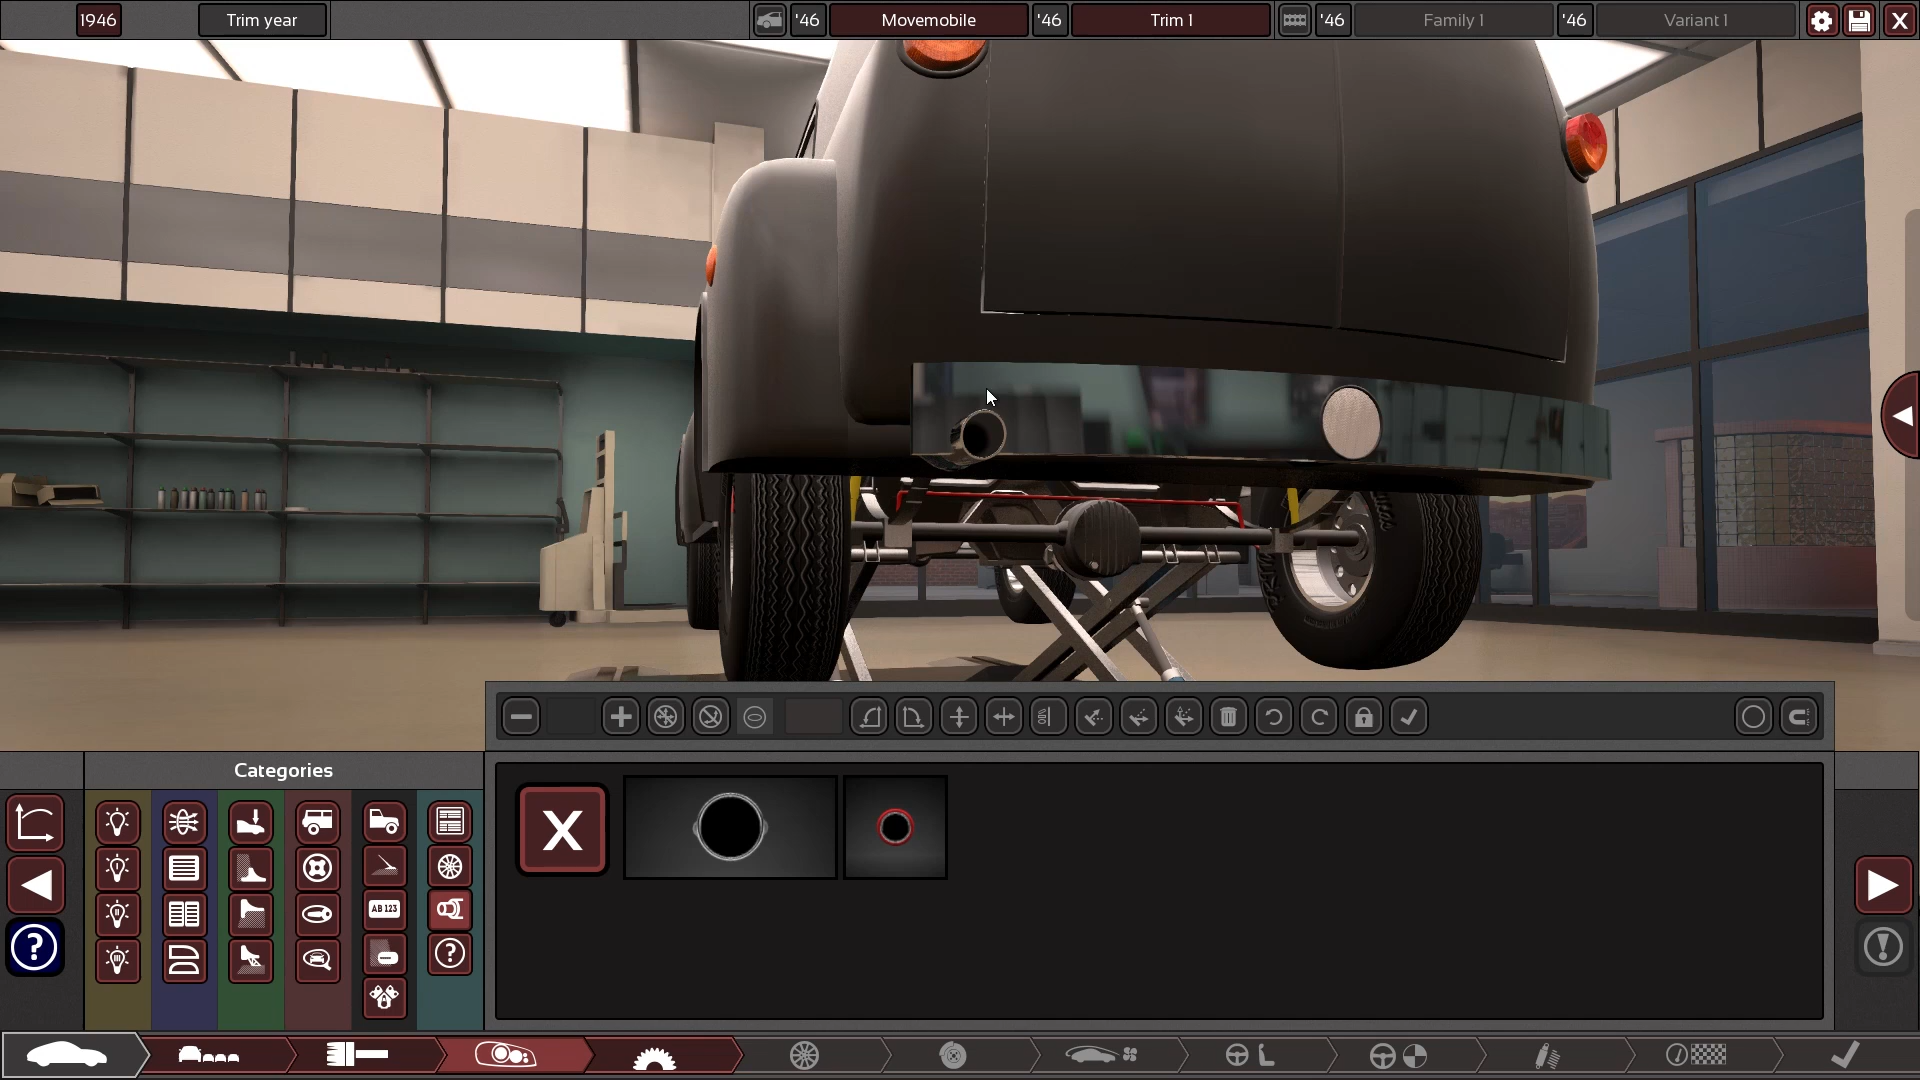 1946
Trim year
'46
Movemobile
'46
Trim 1
'46
Family 1
'46
Variant 1
X
Categories
X
AB 123
?
?